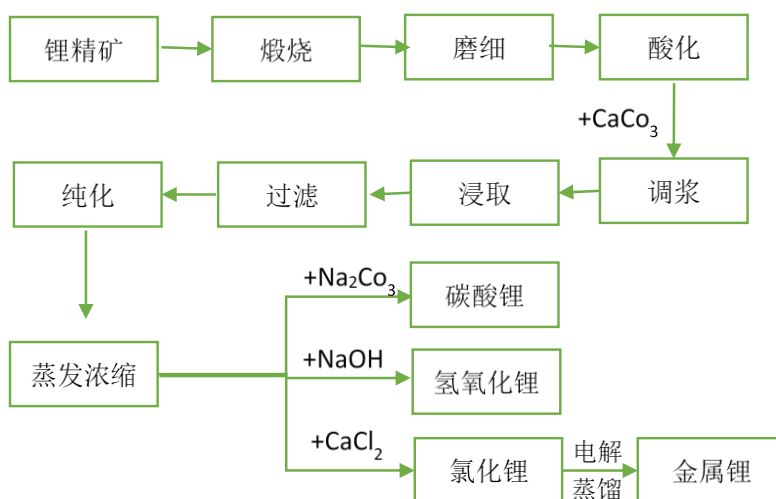 锂精矿
煅烧
磨细
酸化
+CaCo3
纯化
过滤
浸取
调浆
+Na2Co3
碳酸锂
蒸发浓缩
+NaOH
氢氧化锂
+CaCl2
氯化锂
电解
蒸馏
金属锂